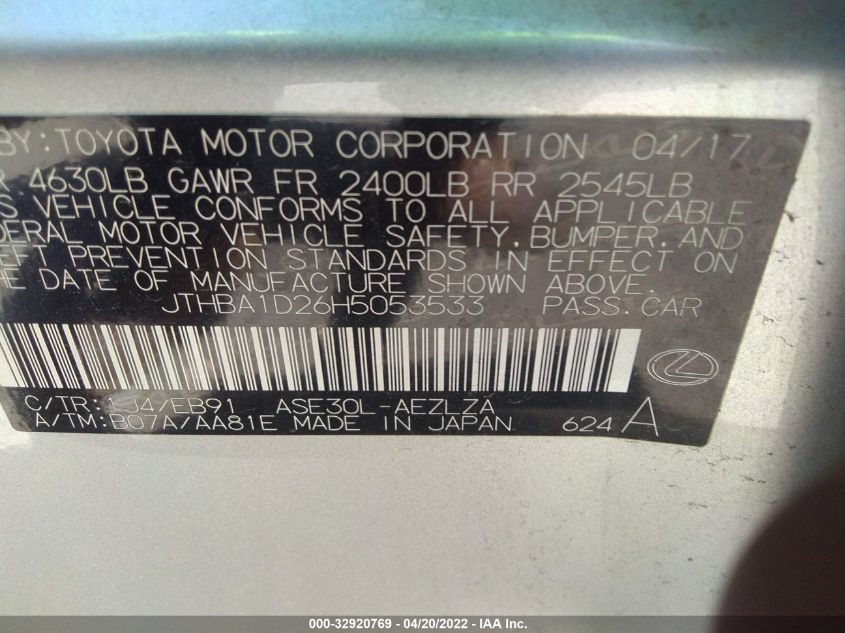 BY:TOYOTA MOTOR CORPORATION 04/17
R 4630LB GAWR FR 2400LB RR 2545LB
S VEHICLE CONFORMS TO ALL APPLICABLE
DERAL MOTOR VEHICLE SAFETY, BUMPER, AND
EFT PREVENTION STANDARDS IN EFFECT ON
HE DATE OF MANUFACTURE SHOWN ABOVE.
JTHBA1D26H5053533 PASS.CAR
C/TR:1J4/EB91 ASE30L-AEZLZA
A/TM:B07A/AA81E MADE IN JAPAN 624A
000-32920769 - 04/20/2022 - IAA Inc.